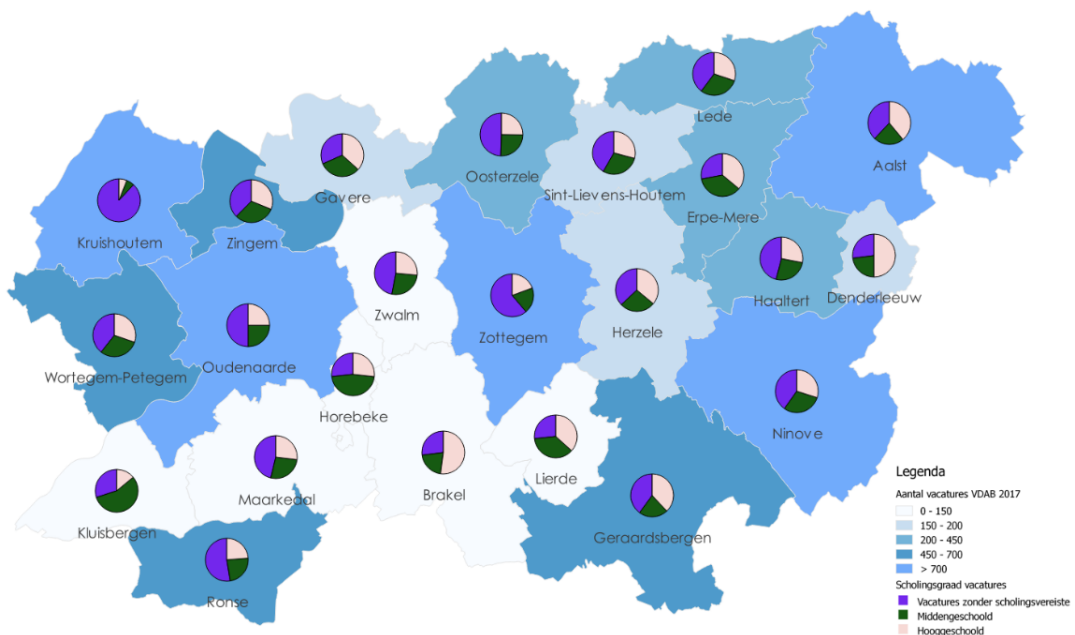 Lede
Aalst
Gavere
Oosterzele
Sint-Lievens-Houtem
Erpe-Mere
Kruishoutem
Zingem
Zwalm
Haaltert
Denderleeuw
Zottegem
Herzele
Wortegem-Petegem
Oudenaarde
Horebeke
Ninove
Maarkedal
Brakel
Lierde
Kluisbergen
Geraardsbergen
Ronse
Legenda
Aantal vacatures VDAB 2017
0 - 150
150 - 200
200 - 450
450 - 700
> 700
Scholingsgraad vacatures
Vacatures zonder scholingsvereiste
Middengeschoold
Hooggeschoold